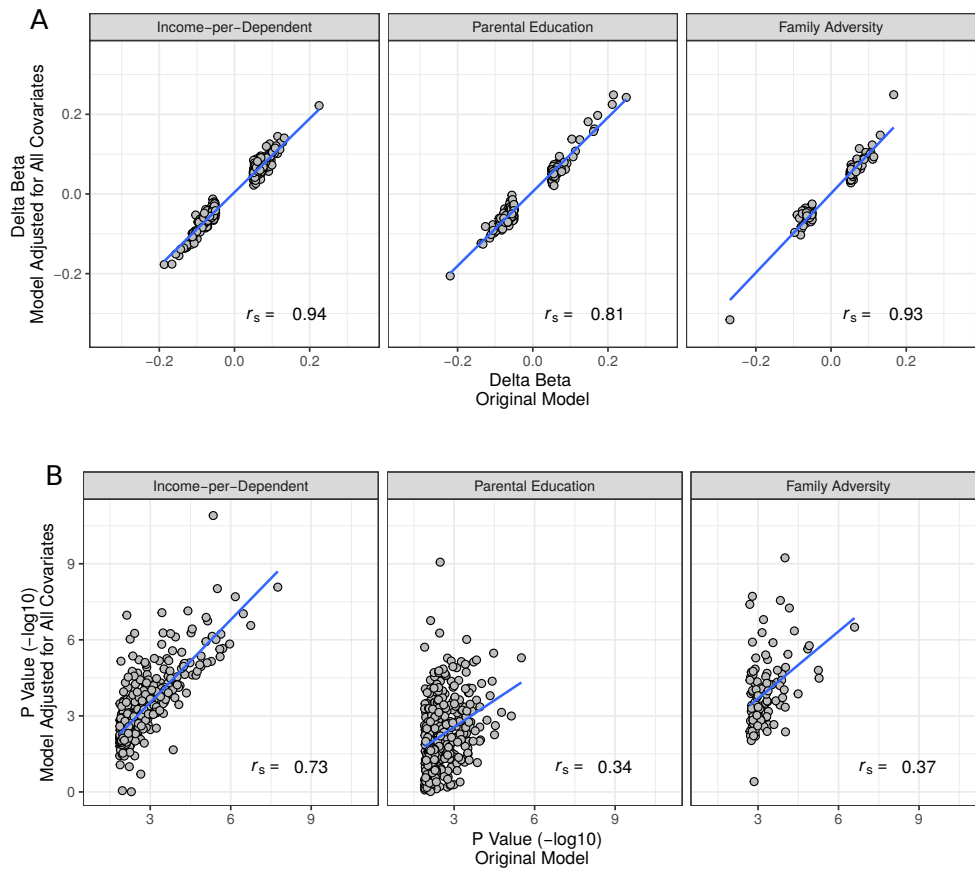 A
Income−per−Dependent
Parental Education
Family Adversity
Delta Beta
Model Adjusted for All Covariates
0.2
0.0
−0.2
rs = 0.94
rs = 0.81
rs = 0.93
−0.2 0.0 0.2
−0.2 0.0 0.2
−0.2 0.0 0.2
Delta Beta
Original Model
B
Income−per−Dependent
Parental Education
Family Adversity
P Value (−log10)
Model Adjusted for All Covariates
9
6
3
0
rs = 0.73
rs = 0.34
rs = 0.37
3 6 9
3 6 9
3 6 9
P Value (−log10)
Original Model